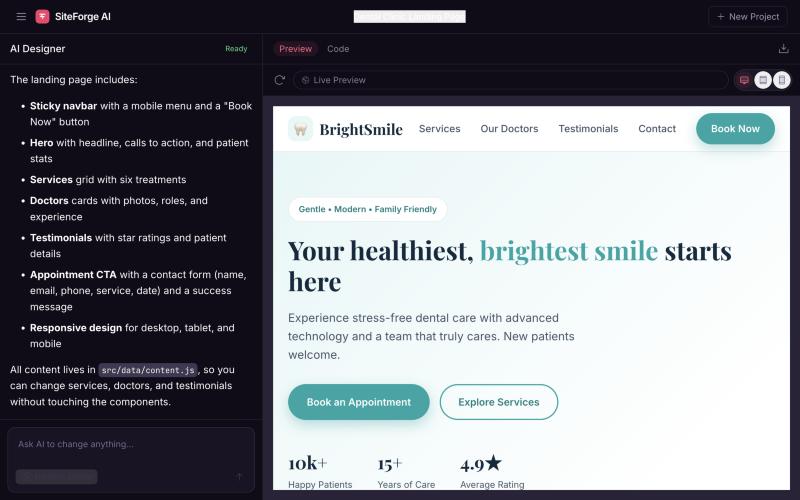 SiteForge AI
Dental Clinic Landing Page
+ New Project
AI Designer
Ready
The landing page includes:
• Sticky navbar with a mobile menu and a "Book
Now" button
• Hero with headline, calls to action, and patient
stats
• Services grid with six treatments
• Doctors cards with photos, roles, and
experience
• Testimonials with star ratings and patient
details
• Appointment CTA with a contact form (name,
email, phone, service, date) and a success
message
• Responsive design for desktop, tablet, and
mobile
All content lives in src/data/content.js, so you
can change services, doctors, and testimonials
without touching the components.
Ask AI to change anything...
Preview
Code
Live Preview
BrightSmile
Services
Our Doctors
Testimonials
Contact
Book Now
Gentle • Modern • Family Friendly
Your healthiest, brightest smile starts
here
Experience stress-free dental care with advanced
technology and a team that truly cares. New patients
welcome.
Book an Appointment
Explore Services
10k+
15+
4.9★
Happy Patients
Years of Care
Average Rating